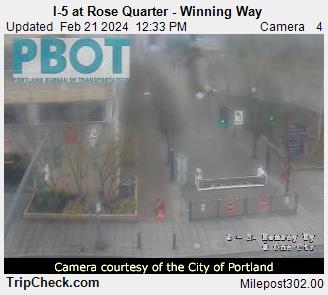 I-5 at Rose Quarter - Winning Way
Updated Feb 21 2024 12:33 PM Camera 4
PBOT
PORTLAND BUREAU OF TRANSPORTATION
Camera courtesy of the City of Portland
TripCheck.com Milepost302.00